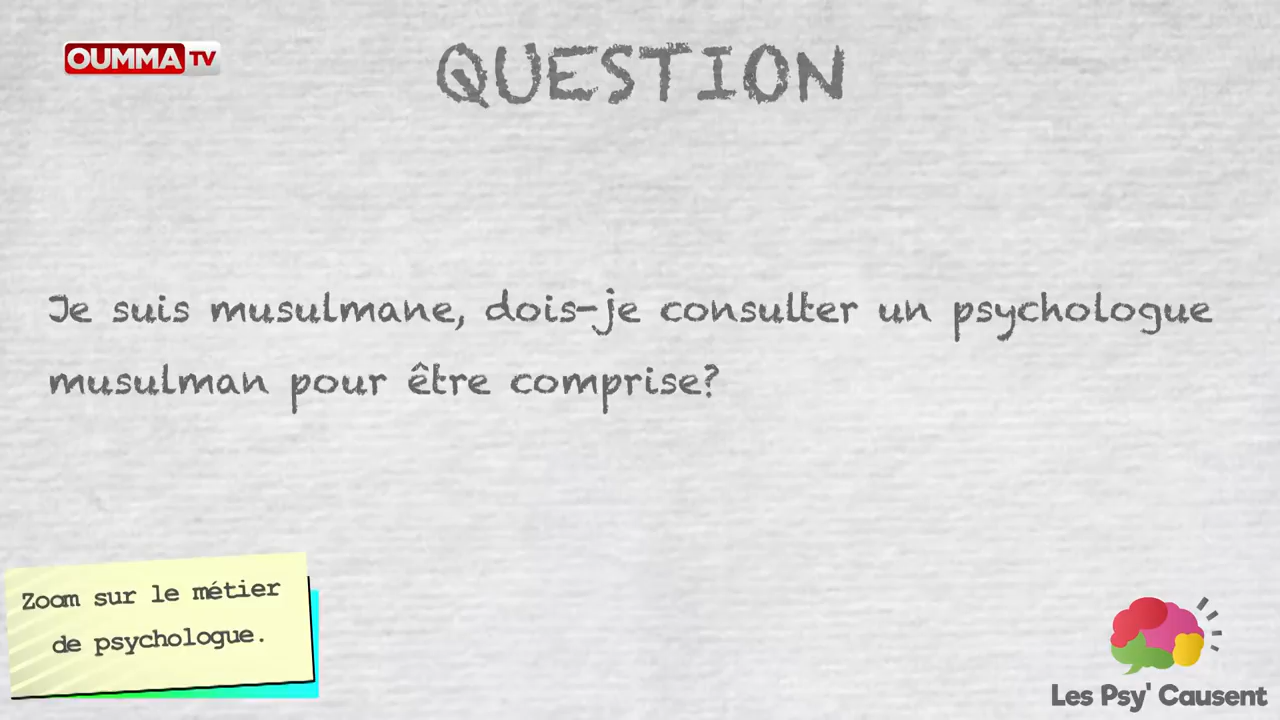 OUMMA TV
QUESTION
Je suis musulmane, dois-je consulter un psychologue
musulman pour être comprise?
Zoom sur le métier
de psychologue.
Les Psy' Causent